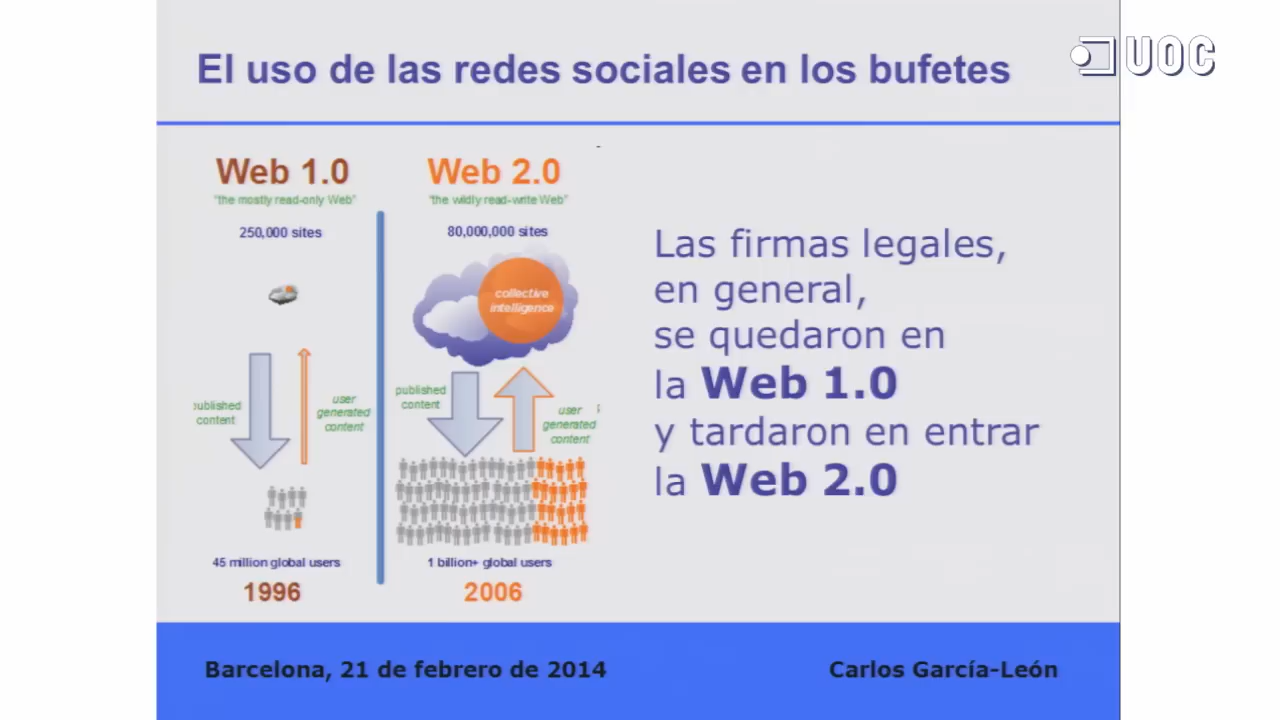 El uso de las redes sociales en los bufetes
UOC
Web 1.0
"the mostly read-only Web"
250,000 sites
published
content
user
generated
content
45 million global users
1996
Web 2.0
"the wildly read-write Web"
80,000,000 sites
collective
intelligence
published
content
user
generated
content
1 billion+ global users
2006
Las firmas legales,
en general,
se quedaron en
la Web 1.0
y tardaron en entrar
la Web 2.0
Barcelona, 21 de febrero de 2014
Carlos García-León